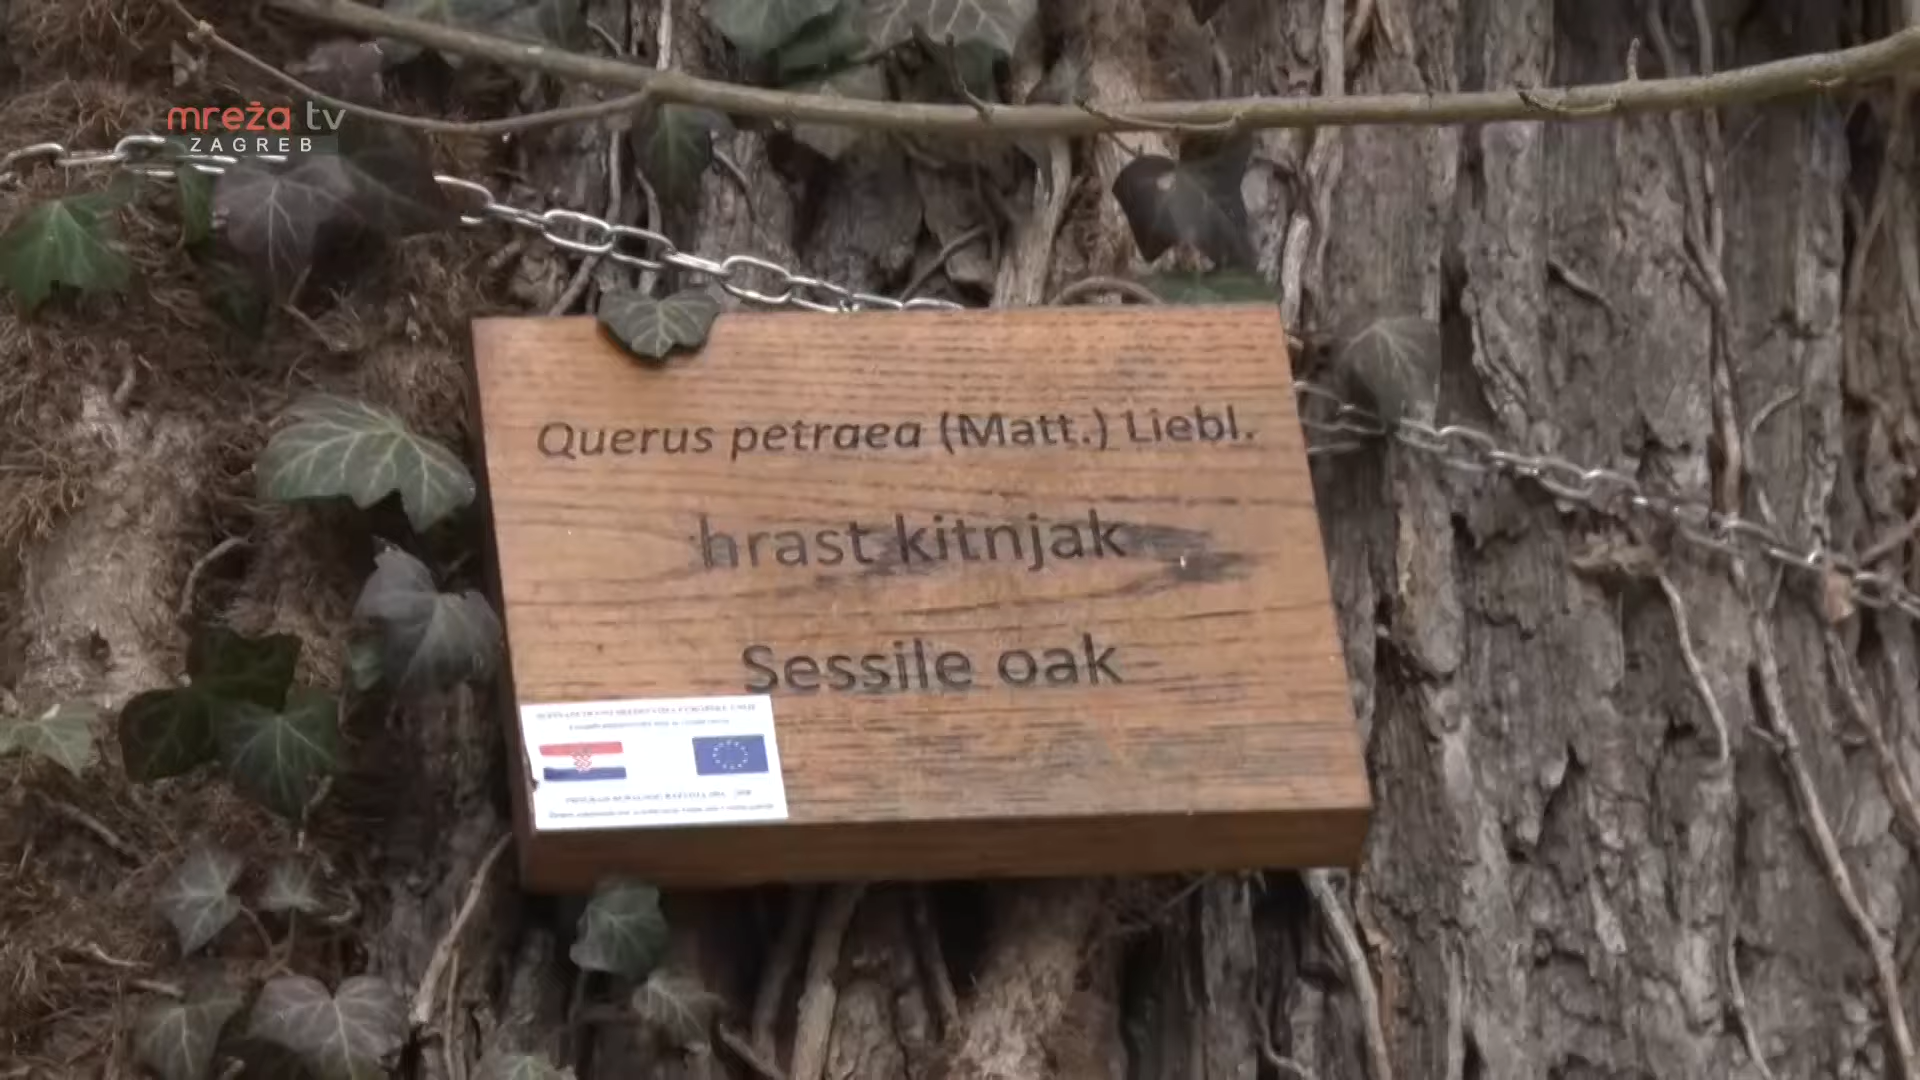 mreža tv
ZAGREB
Querus petraea (Matt.) Liebl.
hrast kitnjak
Sessile oak